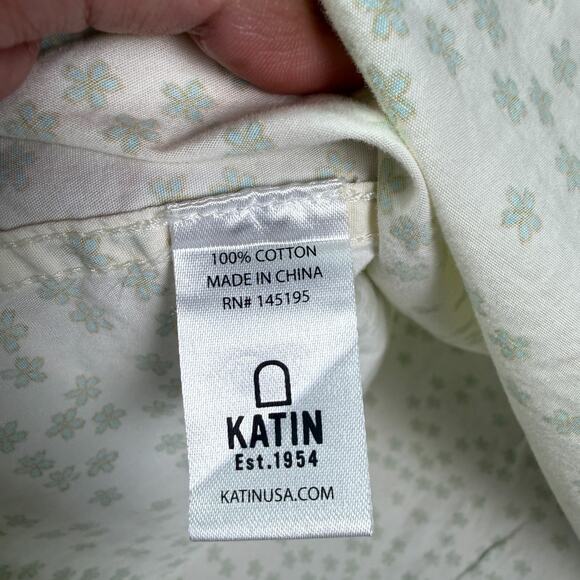 100% COTTON
MADE IN CHINA
RN# 145195
KATIN
Est.1954
KATINUSA.COM